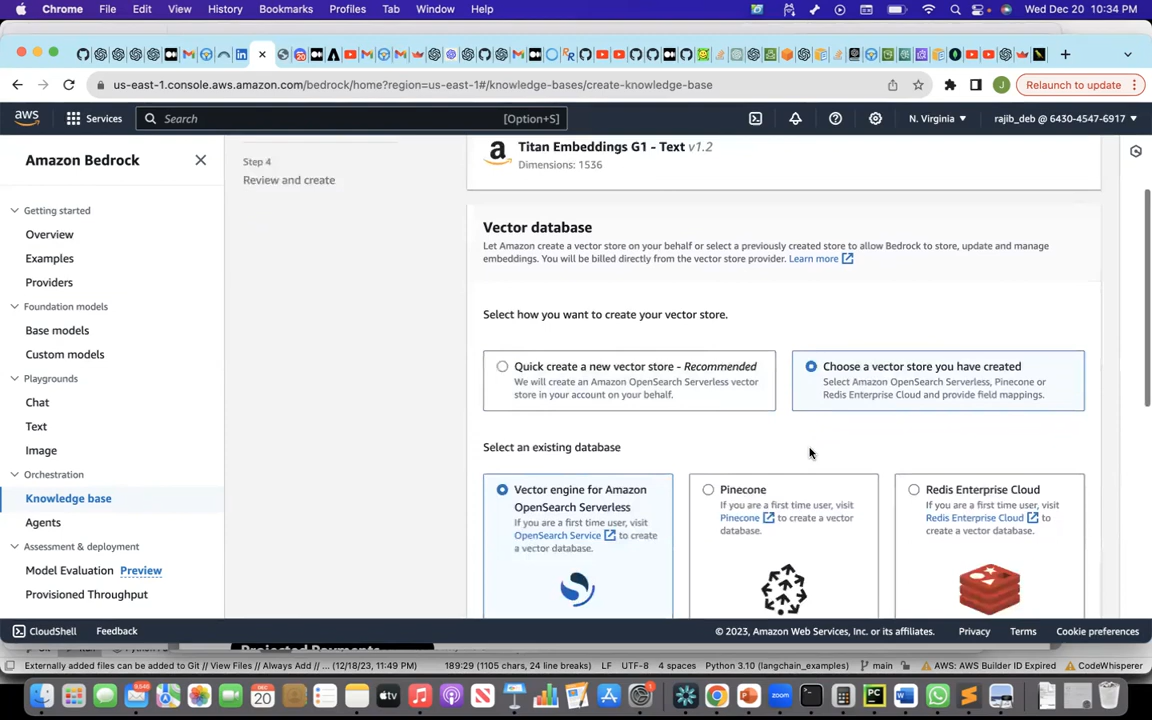 Chrome File Edit View History Bookmarks Profiles Tab Window Help Wed Dec 20 10:34 PM
us-east-1.console.aws.amazon.com/bedrock/home?region=us-east-1#/knowledge-bases/create-knowledge-base J Relaunch to update
aws Services Search [Option+S] N. Virginia rajib_deb @ 6430-4547-6917
Amazon Bedrock
Getting started
Overview
Examples
Providers
Foundation models
Base models
Custom models
Playgrounds
Chat
Text
Image
Orchestration
Knowledge base
Agents
Assessment & deployment
Model Evaluation Preview
Provisioned Throughput
Step 4
Review and create
a Titan Embeddings G1 - Text v1.2
Dimensions: 1536
Vector database
Let Amazon create a vector store on your behalf or select a previously created store to allow Bedrock to store, update and manage
embeddings. You will be billed directly from the vector store provider. Learn more
Select how you want to create your vector store.
Quick create a new vector store - Recommended
We will create an Amazon OpenSearch Serverless vector
store in your account on your behalf.
Choose a vector store you have created
Select Amazon OpenSearch Serverless, Pinecone or
Redis Enterprise Cloud and provide field mappings.
Select an existing database
Vector engine for Amazon
OpenSearch Serverless
If you are a first time user, visit
OpenSearch Service to create
a vector database.
Pinecone
If you are a first time user, visit
Pinecone to create a vector
database.
Redis Enterprise Cloud
If you are a first time user, visit
Redis Enterprise Cloud to
create a vector database.
CloudShell Feedback © 2023, Amazon Web Services, Inc. or its affiliates. Privacy Terms Cookie preferences
Externally added files can be added to Git // View Files // Always Add // ... (12/18/23, 11:49 PM) 189:29 (1105 chars, 24 line breaks) LF UTF-8 4 spaces Python 3.10 (langchain_examples) main AWS: AWS Builder ID Expired CodeWhisperer
DEC
20
tv
zoom
PC
W